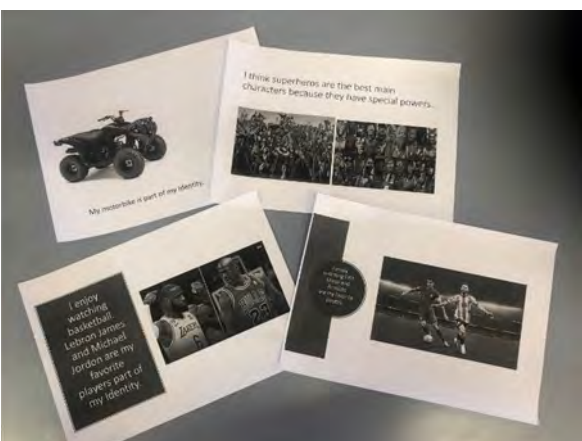 My motorbike is part of my identity.
I think superheros are the best main
characters because they have special powers.
I enjoy
watching
basketball.
Lebron James
and Michael
Jordon are my
favorite
players part of
my identity.